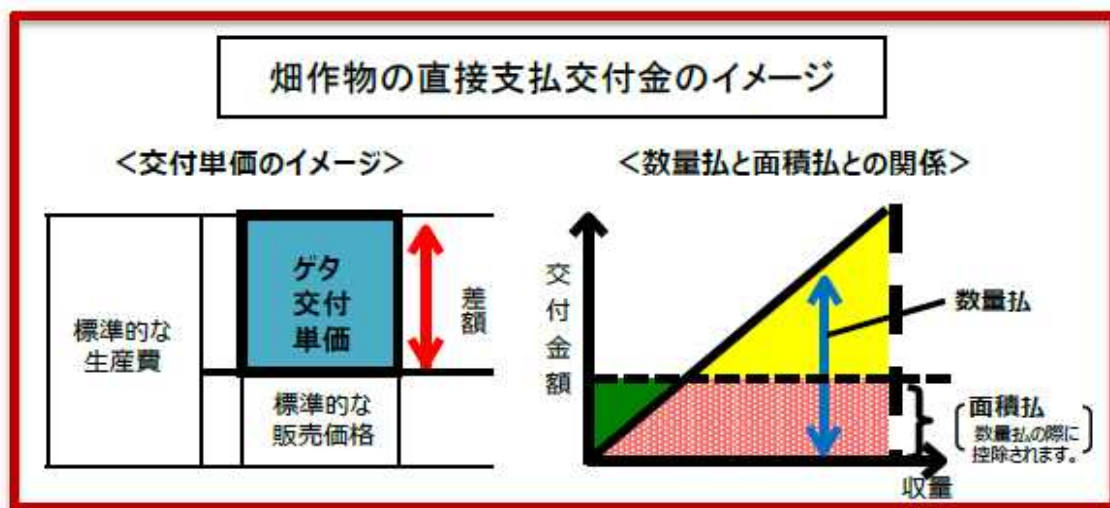 畑作物の直接支払交付金のイメージ
＜交付単価のイメージ＞
標準的な
生産費
ゲタ
交付
単価
差額
標準的な
販売価格
＜数量払と面積払との関係＞
交付金額
数量払
面積払
数量払の際に
控除されます。
収量